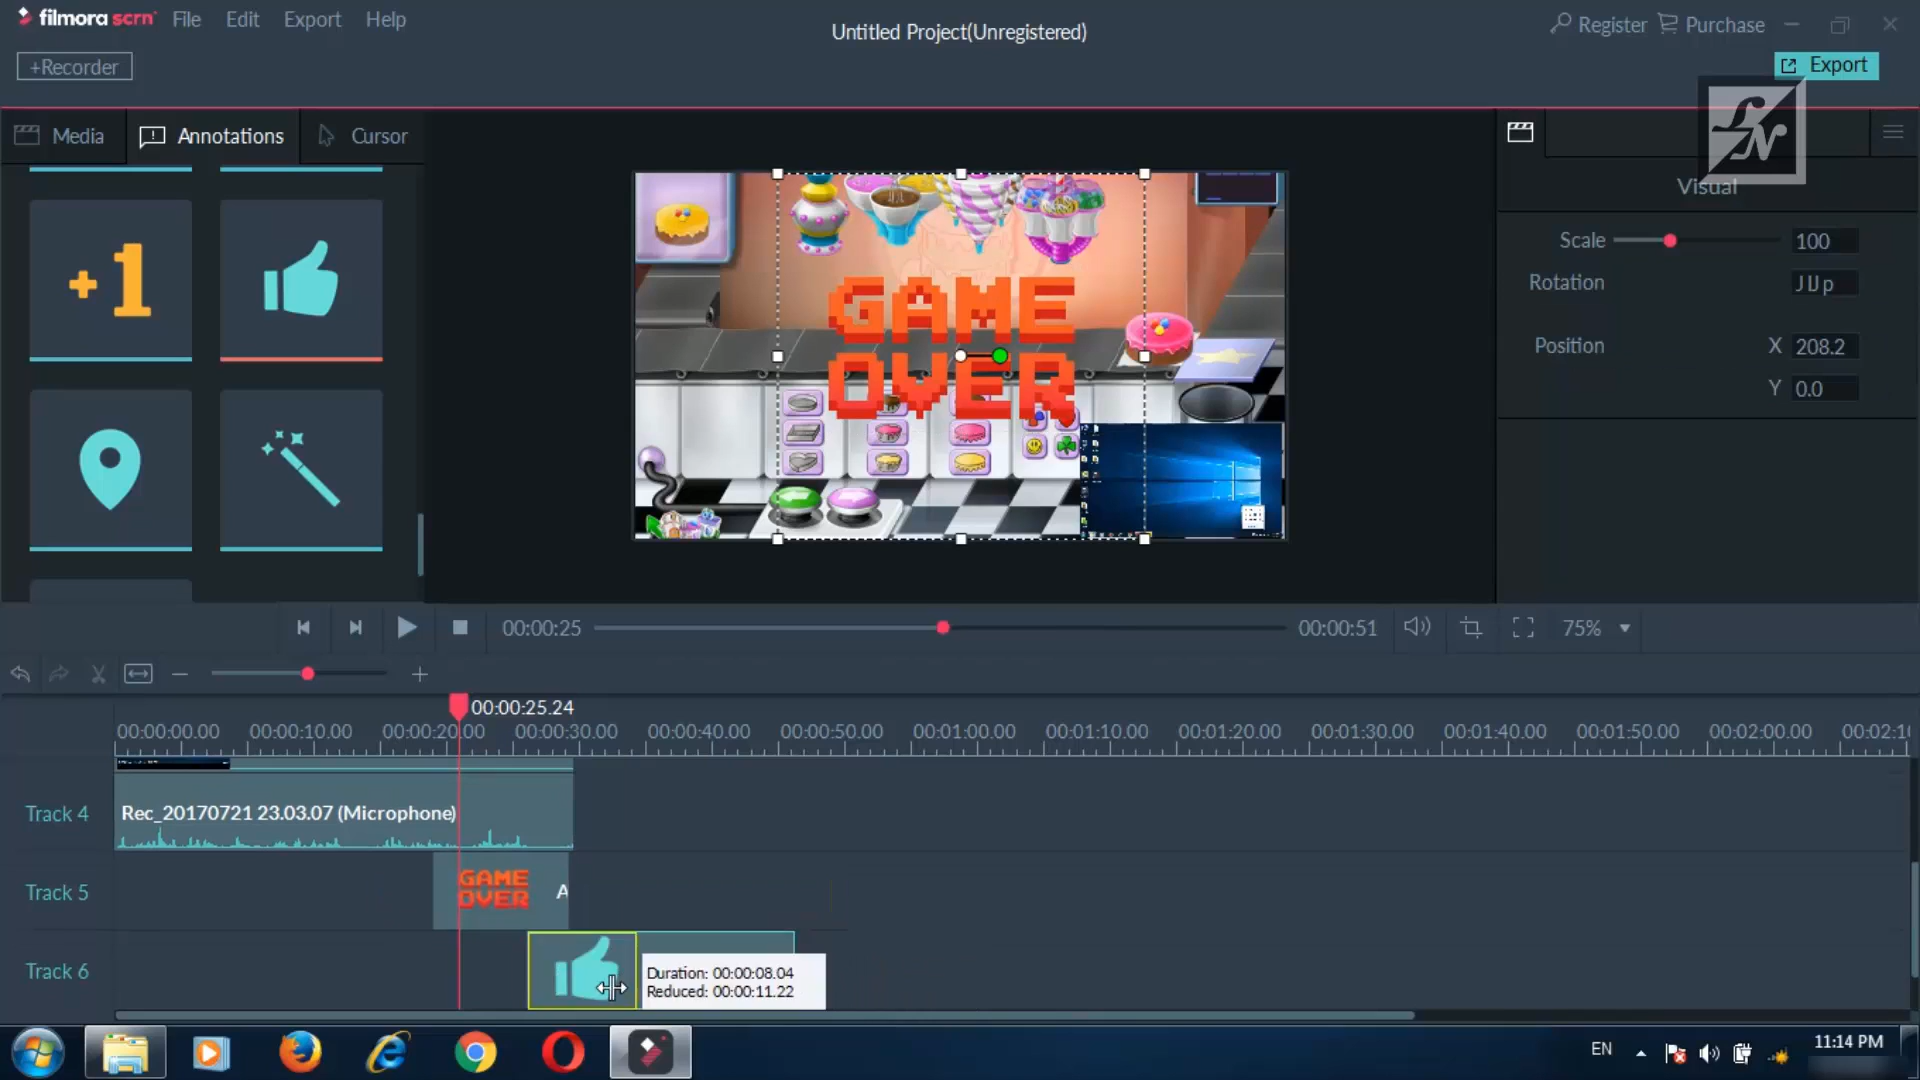 filmora scrn
File Edit Export Help
Untitled Project(Unregistered)
Register Purchase
+Recorder
Export
Media Annotations Cursor
Visual
+1
GAME
OVER
Scale 100
Rotation
Position X 208.2
Y 0.0
00:00:25 00:00:51 75%
00:00:25.24
00:00:00.00 00:00:10.00 00:00:20.00 00:00:30.00 00:00:40.00 00:00:50.00 00:01:00.00 00:01:10.00 00:01:20.00 00:01:30.00 00:01:40.00 00:01:50.00 00:02:00.00 00:02:10
Track 4 Rec_20170721 23.03.07 (Microphone)
Track 5 GAME OVER A
Track 6
Duration: 00:00:08.04
Reduced: 00:00:11.22
EN 11:14 PM